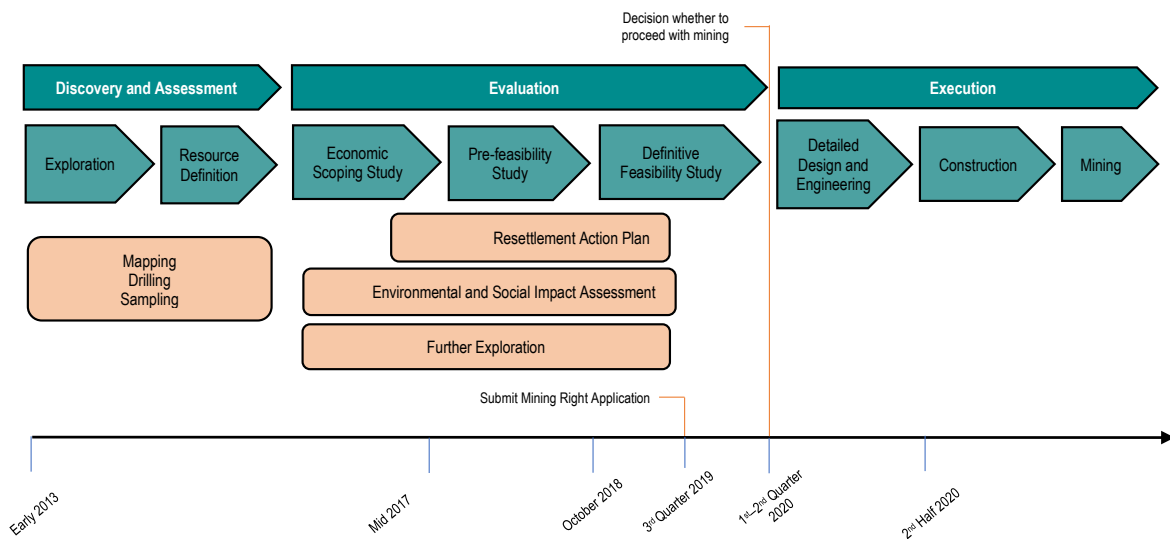 Decision whether to
proceed with mining
Discovery and Assessment
Evaluation
Execution
Exploration
Resource
Definition
Economic
Scoping Study
Pre-feasibility
Study
Definitive
Feasibility Study
Detailed
Design and
Engineering
Construction
Mining
Mapping
Drilling
Sampling
Resettlement Action Plan
Environmental and Social Impact Assessment
Further Exploration
Submit Mining Right Application
Early 2013
Mid 2017
October 2018
3rd Quarter 2019
1st–2nd Quarter
2020
2nd Half 2020